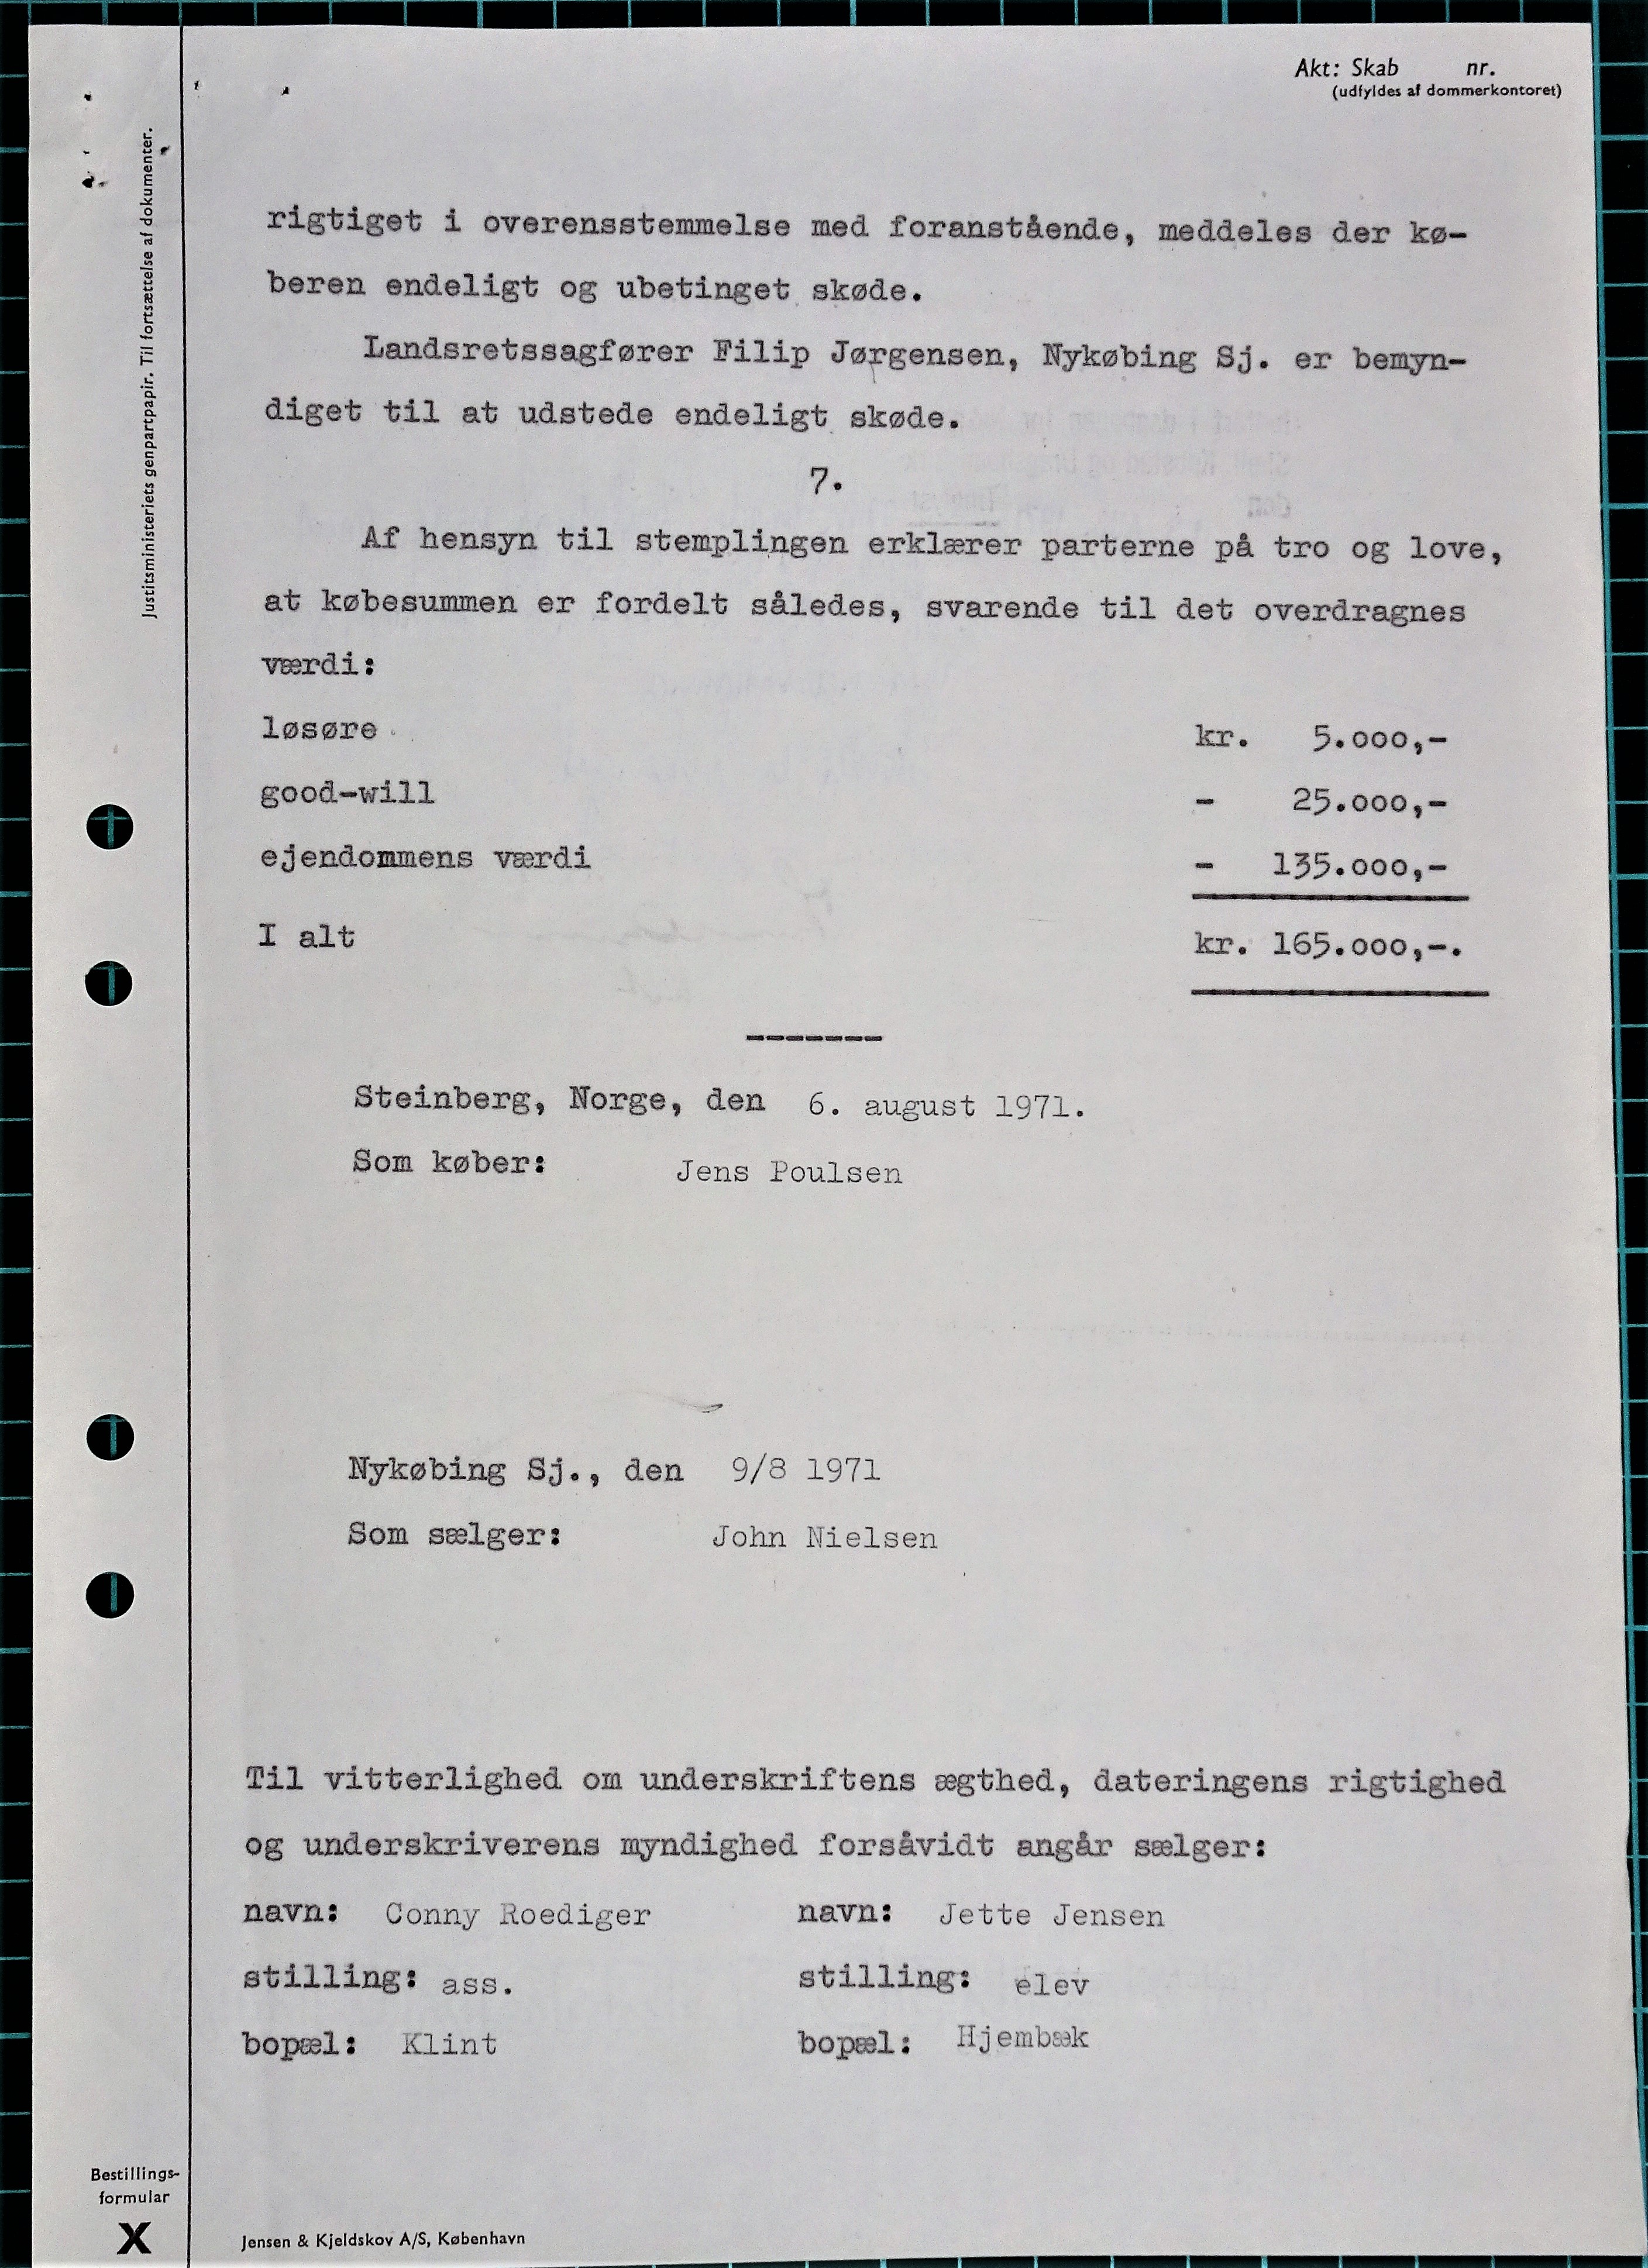 Akt: Skab nr.
(udfyldes af dommerkontoret)
Justitsministeriets genpartpapir. Til fortsættelse af dokumenter.
rigtiget i overensstemmelse med foranstående, meddeles der kø-
beren endeligt og ubetinget skøde.
Landsretssagfører Filip Jørgensen, Nykøbing Sj. er bemyn-
diget til at udstede endeligt skøde.
7.
Af hensyn til stemplingen erklærer parterne på tro og love,
at købesummen er fordelt således, svarende til det overdragnes
værdi:
løsøre kr. 5.000,-
good-will - 25.000,-
ejendommens værdi - 135.000,-
I alt kr. 165.000,-.
-------
Steinberg, Norge, den 6. august 1971.
Som køber: Jens Poulsen
Nykøbing Sj., den 9/8 1971
Som sælger: John Nielsen
Til vitterlighed om underskriftens ægthed, dateringens rigtighed
og underskriverens myndighed forsåvidt angår sælger:
navn: Conny Roediger navn: Jette Jensen
stilling: ass. stilling: elev
bopæl: Klint bopæl: Hjembæk
Bestillings-
formular
X
Jensen & Kjeldskov A/S, København